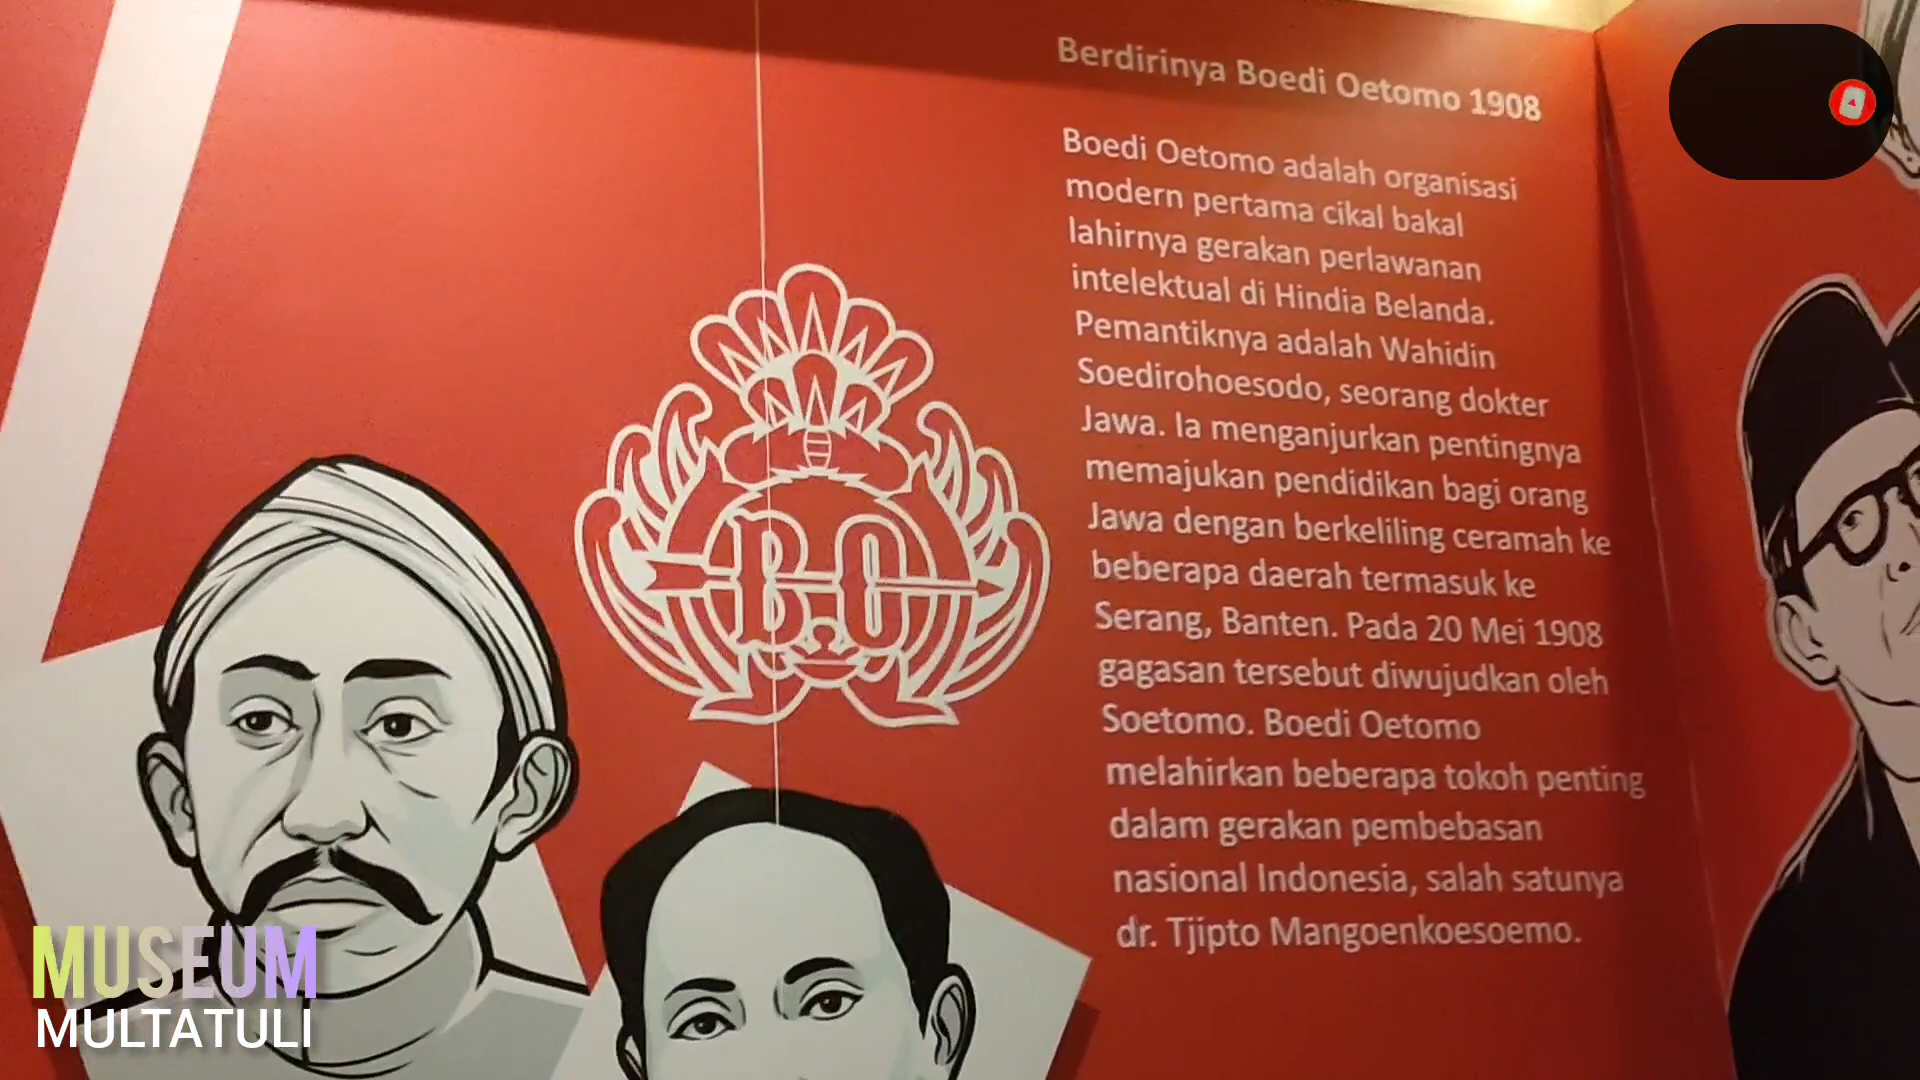 Berdirinya Boedi Oetomo 1908
Boedi Oetomo adalah organisasi
modern pertama cikal bakal
lahirnya gerakan perlawanan
intelektual di Hindia Belanda.
Pemantiknya adalah Wahidin
Soedirohoesodo, seorang dokter
Jawa. Ia menganjurkan pentingnya
memajukan pendidikan bagi orang
Jawa dengan berkeliling ceramah ke
beberapa daerah termasuk ke
Serang, Banten. Pada 20 Mei 1908
gagasan tersebut diwujudkan oleh
Soetomo. Boedi Oetomo
melahirkan beberapa tokoh penting
dalam gerakan pembebasan
nasional Indonesia, salah satunya
dr. Tjipto Mangoenkoesoemo.
B.O
MUSEUM
MULTATULI